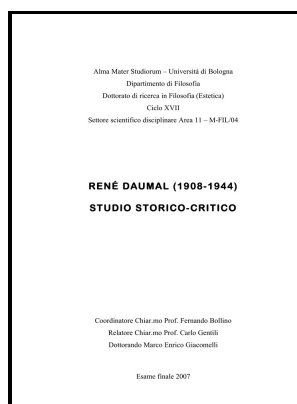 Alma Mater Studiorum – Università di Bologna
Dipartimento di Filosofia
Dottorato di ricerca in Filosofia (Estetica)
Ciclo XVII
Settore scientifico disciplinare Area 11 – M-FIL/04
RENÉ DAUMAL (1908-1944)
STUDIO STORICO-CRITICO
Coordinatore Chiar.mo Prof. Fernando Bollino
Relatore Chiar.mo Prof. Carlo Gentili
Dottorando Marco Enrico Giacomelli
Esame finale 2007